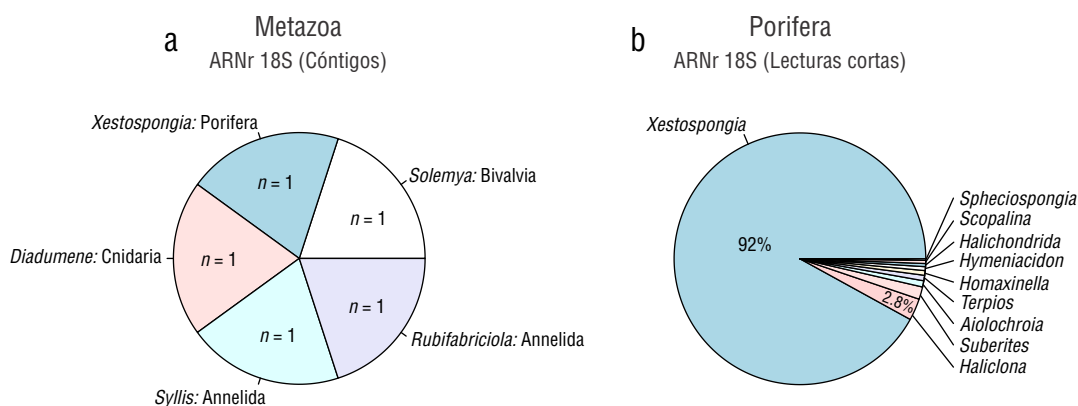 a
Metazoa
ARNr 18S (Cóntigos)
Xestospongia: Porifera
Solemya: Bivalvia
n = 1
n = 1
Diadumene: Cnidaria
n = 1
n = 1
n = 1
Rubifabriciola: Annelida
Syllis: Annelida
b
Porifera
ARNr 18S (Lecturas cortas)
Xestospongia
92%
2.8%
Spheciospongia
Scopalina
Halichondrida
Hymeniacidon
Homaxinella
Terpios
Aiolochroia
Suberites
Haliclona